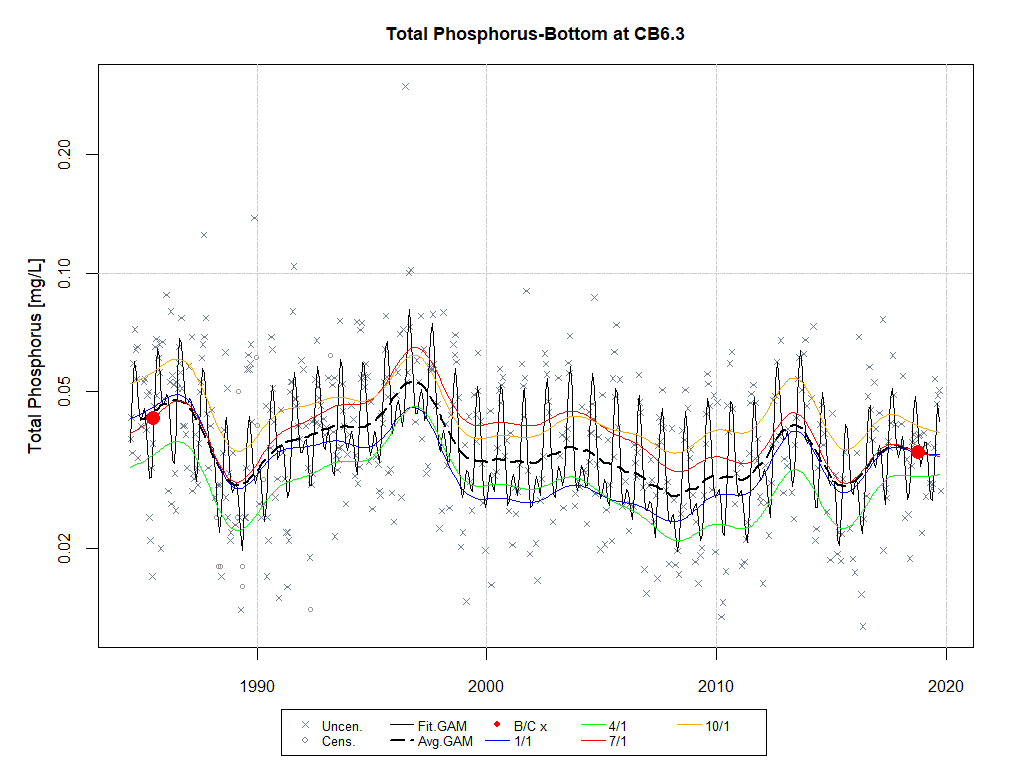 Total Phosphorus-Bottom at CB6.3
Total Phosphorus [mg/L]
0.20
0.10
0.05
0.02
1990 2000 2010 2020
Uncen. Fit.GAM B/C x 4/1 10/1
Cens. Avg.GAM 1/1 7/1